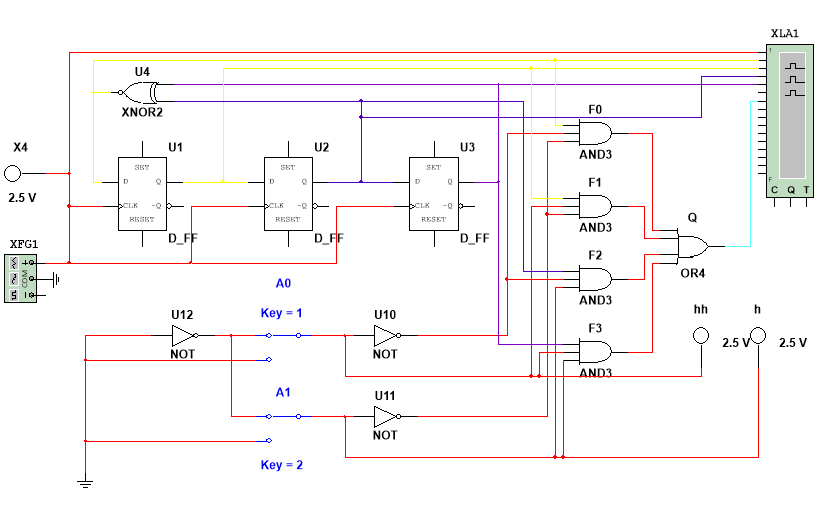 XLA1
U4
XNOR2
F0
AND3
X4
2.5 V
U1
SET
D Q
CLK ~Q
RESET
D_FF
U2
SET
D Q
CLK ~Q
RESET
D_FF
U3
SET
D Q
CLK ~Q
RESET
D_FF
F1
AND3
1
F
C Q T
Q
OR4
XFG1
COM
F2
AND3
A0
Key = 1
U12
NOT
U10
NOT
F3
AND3
hh
2.5 V
h
2.5 V
A1
Key = 2
U11
NOT